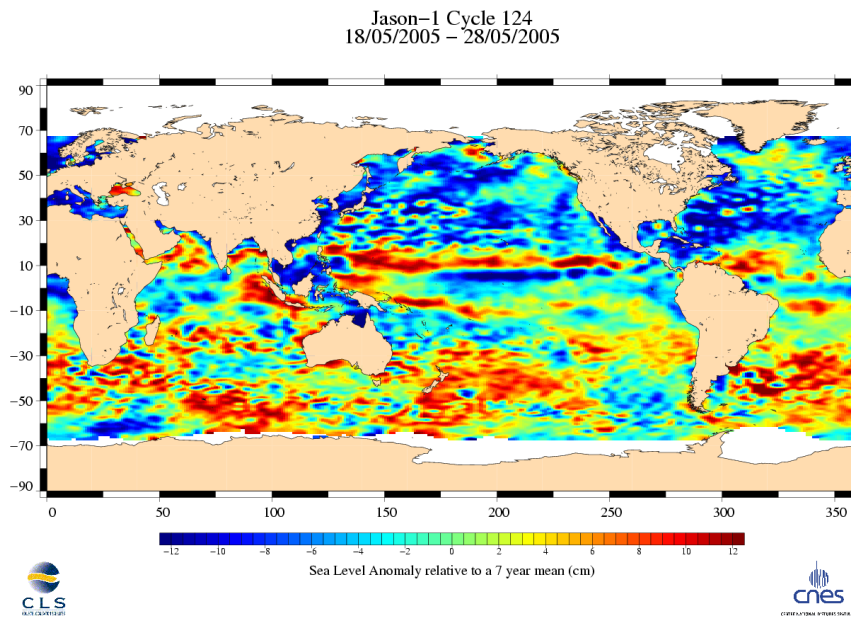 Jason-1 Cycle 124
18/05/2005 - 28/05/2005
90
70
50
30
10
-10
-30
-50
-70
-90
0 50 100 150 200 250 300 350
-12 -10 -8 -6 -4 -2 0 2 4 6 8 10 12
Sea Level Anomaly relative to a 7 year mean (cm)
CLS
cnes